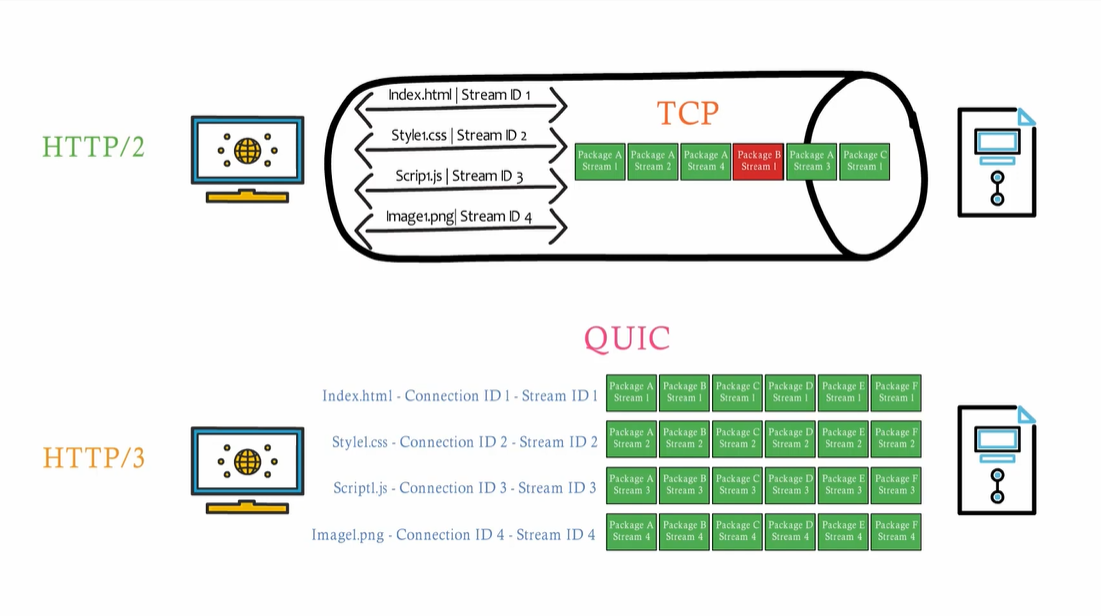 Index.html | Stream ID 1
TCP
HTTP/2
Style1.css | Stream ID 2
Package A Package A Package A Package B Package A Package C
Stream 1 Stream 2 Stream 4 Stream 1 Stream 3 Stream 1
Scrip1.js | Stream ID 3
Image1.png| Stream ID 4
QUIC
Index.html - Connection ID 1 - Stream ID 1
Package A Package B Package C Package D Package E Package F
Stream 1 Stream 1 Stream 1 Stream 1 Stream 1 Stream 1
Style1.css - Connection ID 2 - Stream ID 2
Package A Package B Package C Package D Package E Package F
Stream 2 Stream 2 Stream 2 Stream 2 Stream 2 Stream 2
HTTP/3
Script1.js - Connection ID 3 - Stream ID 3
Package A Package B Package C Package D Package E Package F
Stream 3 Stream 3 Stream 3 Stream 3 Stream 3 Stream 3
Image1.png - Connection ID 4 - Stream ID 4
Package A Package B Package C Package D Package E Package F
Stream 4 Stream 4 Stream 4 Stream 4 Stream 4 Stream 4